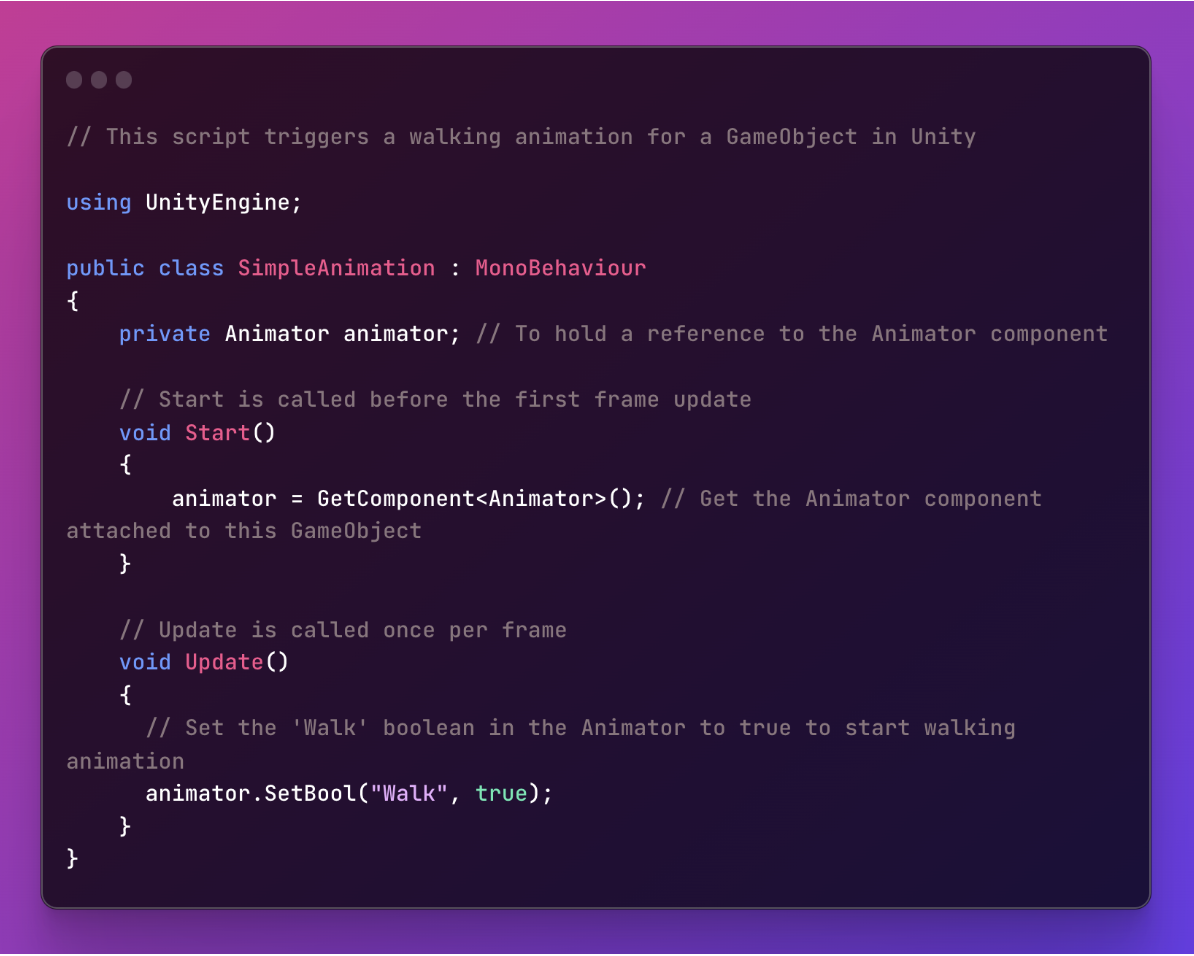 // This script triggers a walking animation for a GameObject in Unity

using UnityEngine;

public class SimpleAnimation : MonoBehaviour
{
    private Animator animator; // To hold a reference to the Animator component

    // Start is called before the first frame update
    void Start()
    {
        animator = GetComponent<Animator>(); // Get the Animator component
attached to this GameObject
    }

    // Update is called once per frame
    void Update()
    {
      // Set the 'Walk' boolean in the Animator to true to start walking
animation
      animator.SetBool("Walk", true);
    }
}